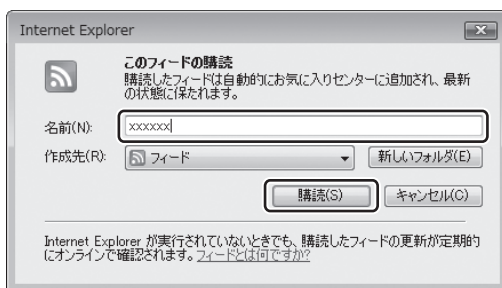 Internet Explorer
このフィードの購読
購読したフィードは自動的にお気に入りセンターに追加され、最新
の状態に保たれます。
名前(N): xxxxxx
作成先(R): フィード 新しいフォルダ(E)
購読(S) キャンセル(C)
Internet Explorer が実行されていないときでも、購読したフィードの更新が定期的
にオンラインで確認されます。フィードとは何ですか?